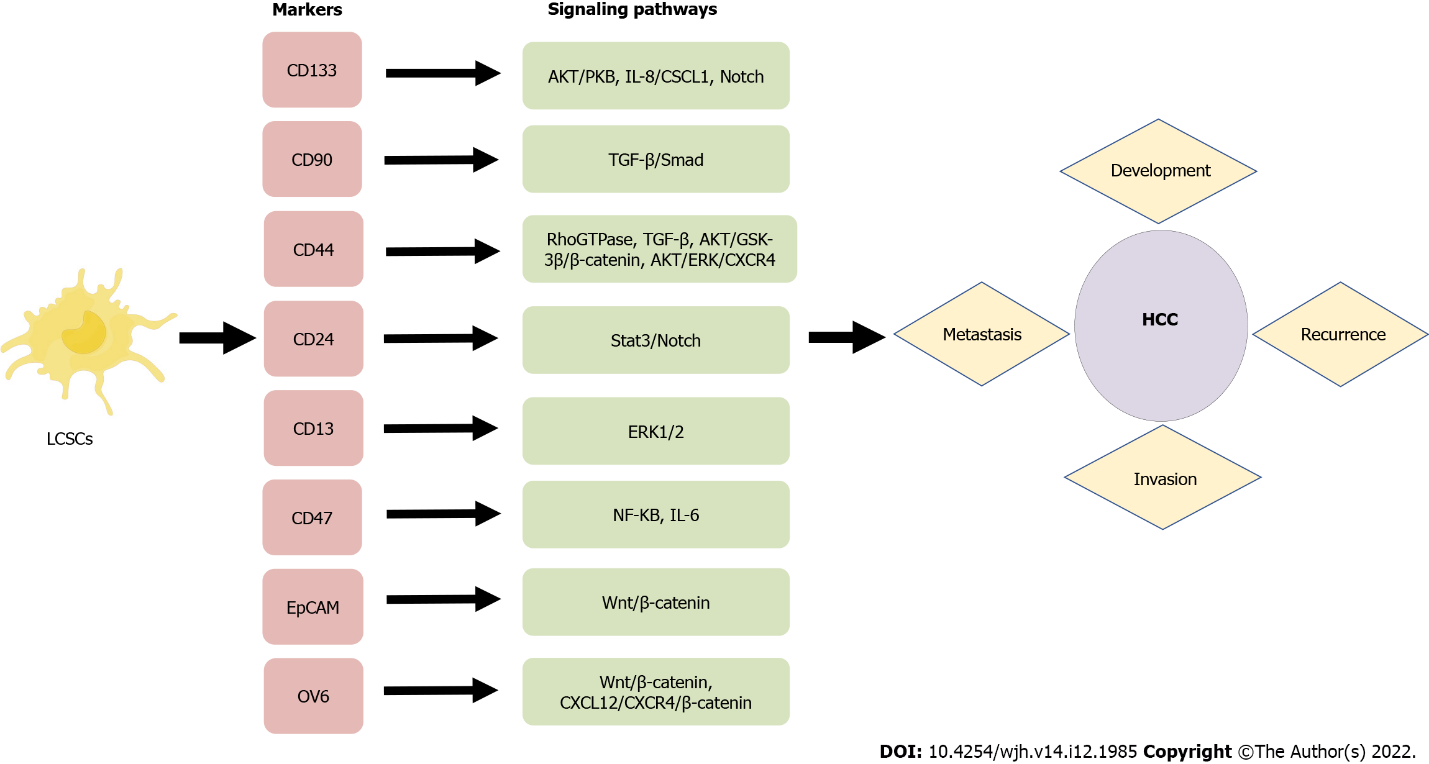 Markers
Signaling pathways
CD133
AKT/PKB, IL-8/CSCL1, Notch
CD90
TGF-β/Smad
CD44
RhoGTPase, TGF-β, AKT/GSK-
3β/β-catenin, AKT/ERK/CXCR4
CD24
Stat3/Notch
CD13
ERK1/2
CD47
NF-KB, IL-6
EpCAM
Wnt/β-catenin
OV6
Wnt/β-catenin,
CXCL12/CXCR4/β-catenin
LCSCs
Development
Metastasis
HCC
Recurrence
Invasion
DOI: 10.4254/wjh.v14.i12.1985 Copyright ©The Author(s) 2022.